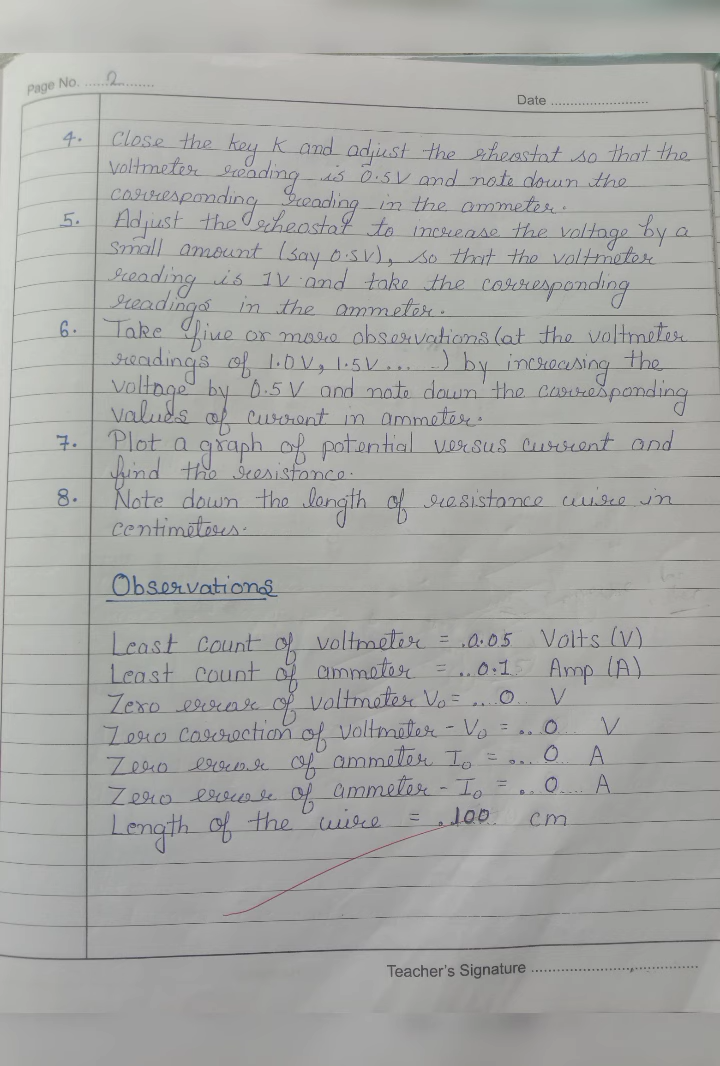 Page No. ......2.........
Date ..........................
4. Close the key K and adjust the rheostat so that the
voltmeter reading is 0.5V and note down the
corresponding reading in the ammeter.
5. Adjust the rheostat to increase the voltage by a
small amount (say 0.5V), so that the voltmeter
reading is 1V and take the corresponding
readings in the ammeter.
6. Take five or more observations (at the voltmeter
readings of 1.0V, 1.5V... ..) by increasing the
voltage by 0.5V and note down the corresponding
values of current in ammeter.
7. Plot a graph of potential versus current and
find the resistance.
8. Note down the length of resistance wire in
centimeters.
Observations
Least count of voltmeter = .0.05 Volts (V)
Least count of ammeter = ..0.1 Amp (A)
Zero error of voltmeter V₀ = ...0.. V
Zero correction of voltmeter - V₀ = ..0... V
Zero error of ammeter I₀ = ...0 A
Zero error of ammeter - I₀ = ..0.... A
Length of the wire = .100.. cm
Teacher's Signature ....................................